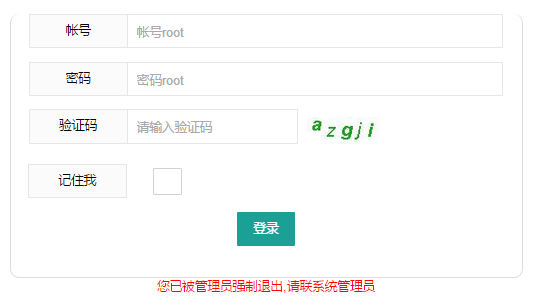 帐号 帐号root
密码 密码root
验证码 请输入验证码 azgji
记住我
登录
您已被管理员强制退出,请联系统管理员